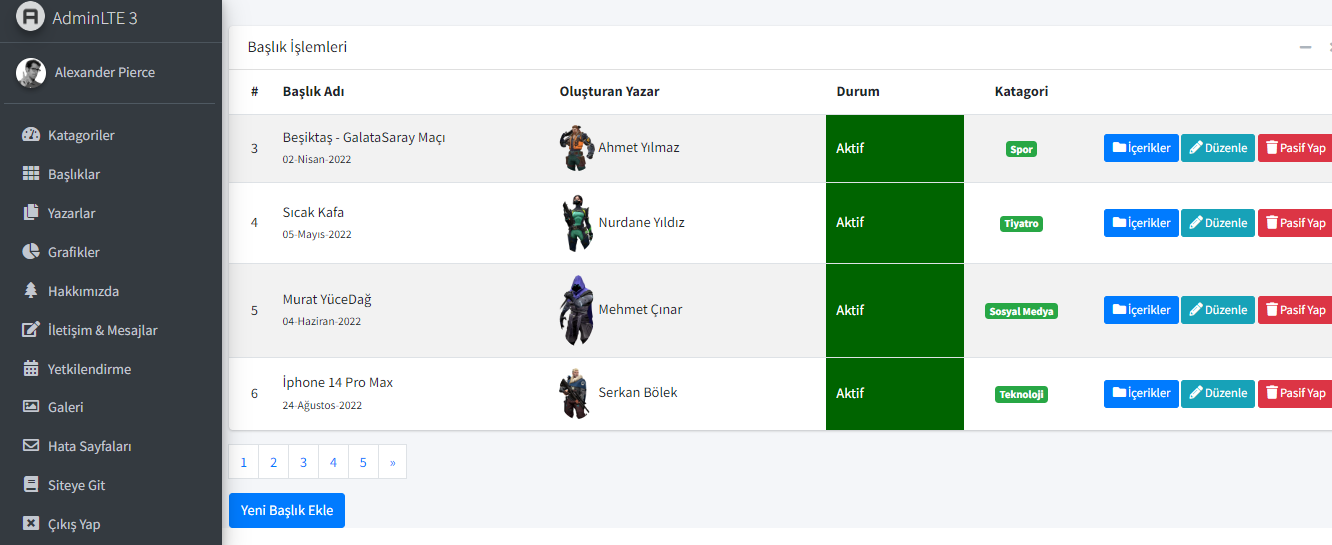 AdminLTE 3
Alexander Pierce
Katagoriler
Başlıklar
Yazarlar
Grafikler
Hakkımızda
İletişim & Mesajlar
Yetkilendirme
Galeri
Hata Sayfaları
Siteye Git
Çıkış Yap
Başlık İşlemleri
# Başlık Adı Oluşturan Yazar Durum Katagori
3 Beşiktaş - GalataSaray Maçı Ahmet Yılmaz Aktif Spor İçerikler Düzenle Pasif Yap
02-Nisan-2022
4 Sıcak Kafa Nurdane Yıldız Aktif Tiyatro İçerikler Düzenle Pasif Yap
05-Mayıs-2022
5 Murat YüceDağ Mehmet Çınar Aktif Sosyal Medya İçerikler Düzenle Pasif Yap
04-Haziran-2022
6 İphone 14 Pro Max Serkan Bölek Aktif Teknoloji İçerikler Düzenle Pasif Yap
24-Ağustos-2022
1 2 3 4 5 »
Yeni Başlık Ekle